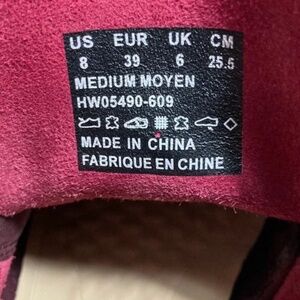 US EUR UK CM
8 39 6 25.5
MEDIUM MOYEN
HW05490-609
MADE IN CHINA
FABRIQUE EN CHINE